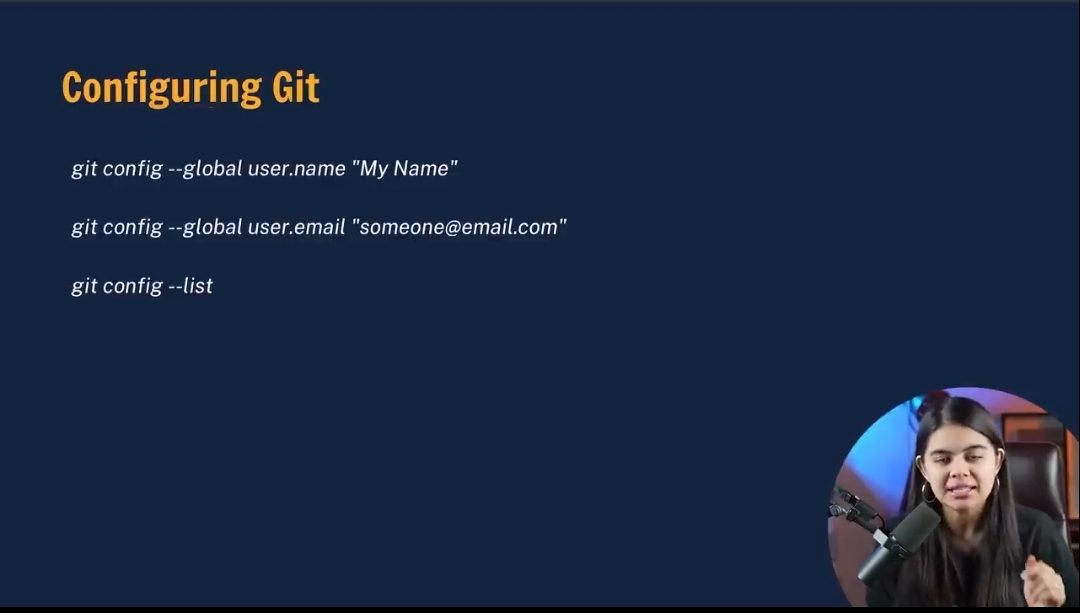 Configuring Git
git config --global user.name "My Name"
git config --global user.email "someone@email.com"
git config --list